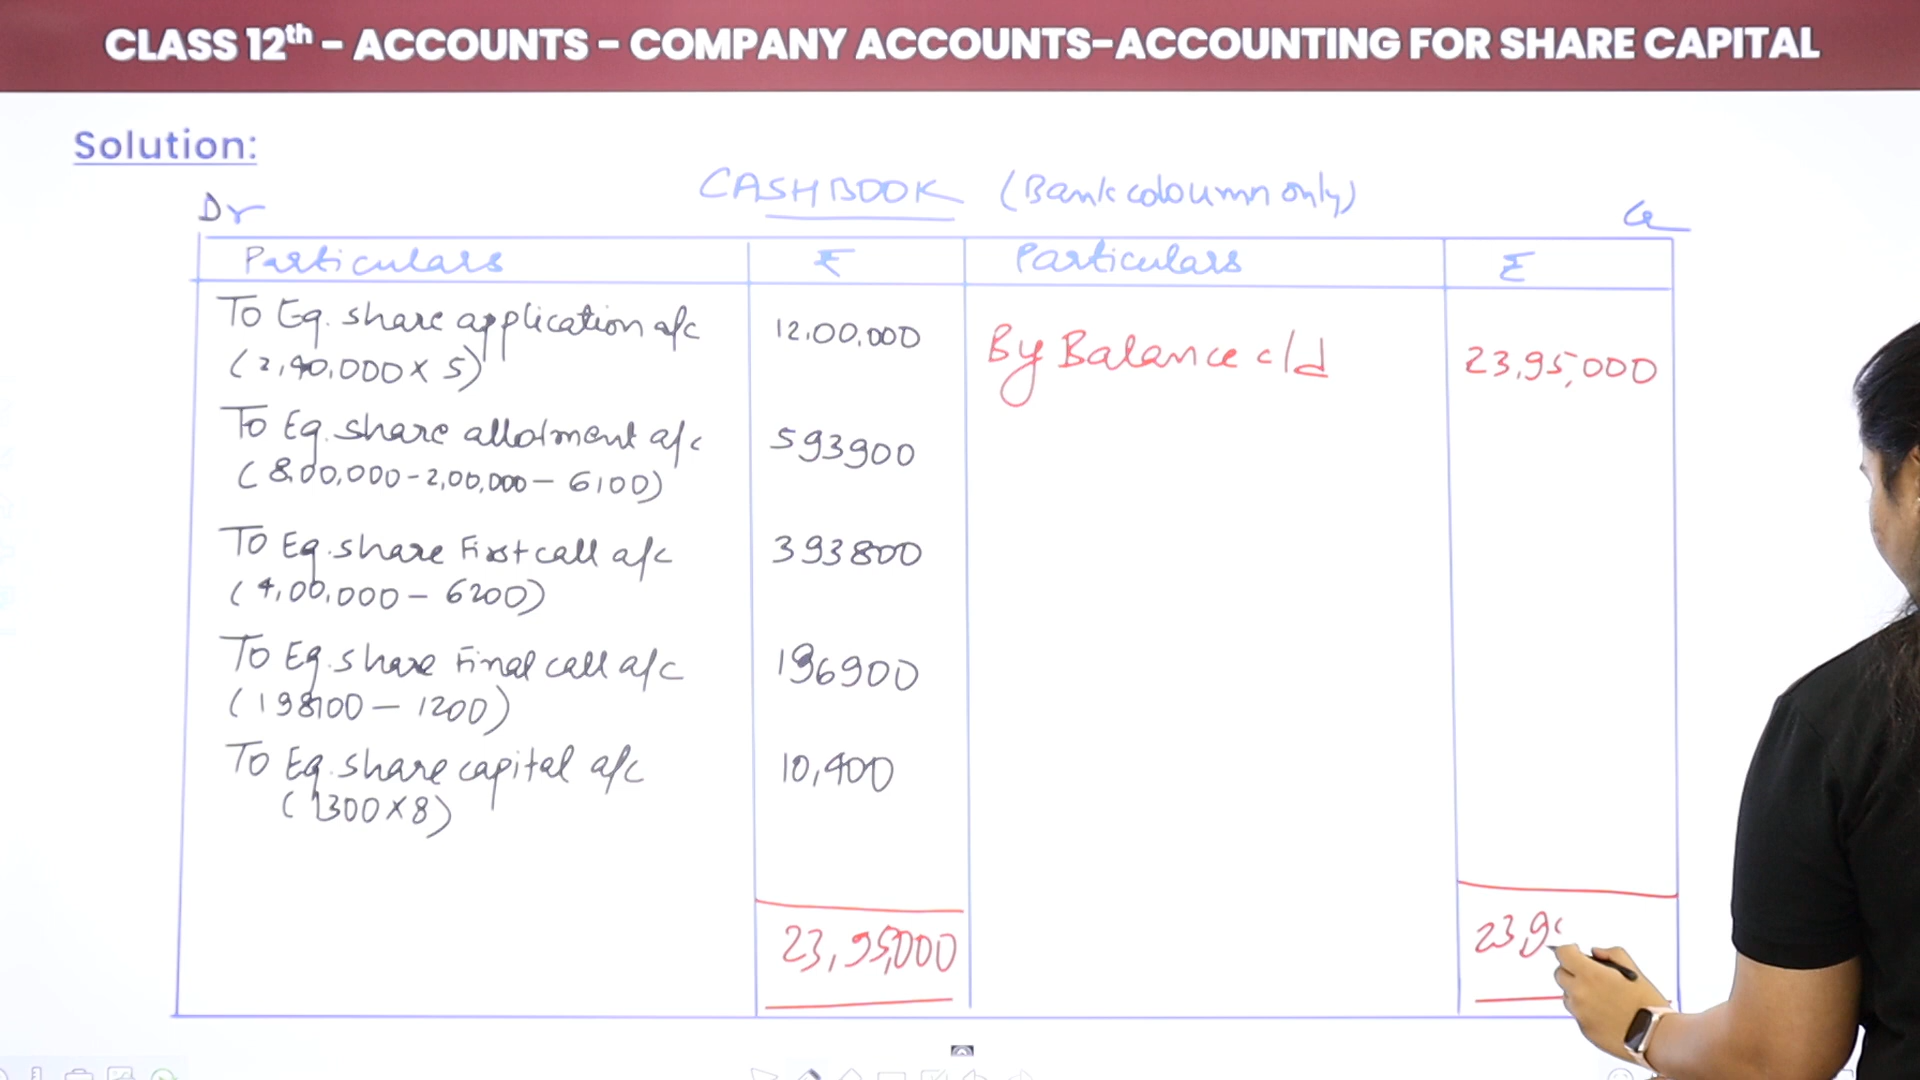 CLASS 12th - ACCOUNTS - COMPANY ACCOUNTS-ACCOUNTING FOR SHARE CAPITAL
Solution:
CASHBOOK (Bank coloumn only)
Dr Cr
Particulars ₹ Particulars ₹
To Eq. share application a/c 12,00,000 By Balance c/d 23,95,000
(2,40,000 × 5)
To Eq. share allotment a/c 593900
(8,00,000 - 2,00,000 - 6100)
To Eq. share First call a/c 393800
(4,00,000 - 6200)
To Eq. share Final call a/c 196900
(198100 - 1200)
To Eq. share capital a/c 10,400
(1300 × 8)
23,95,000 23,9